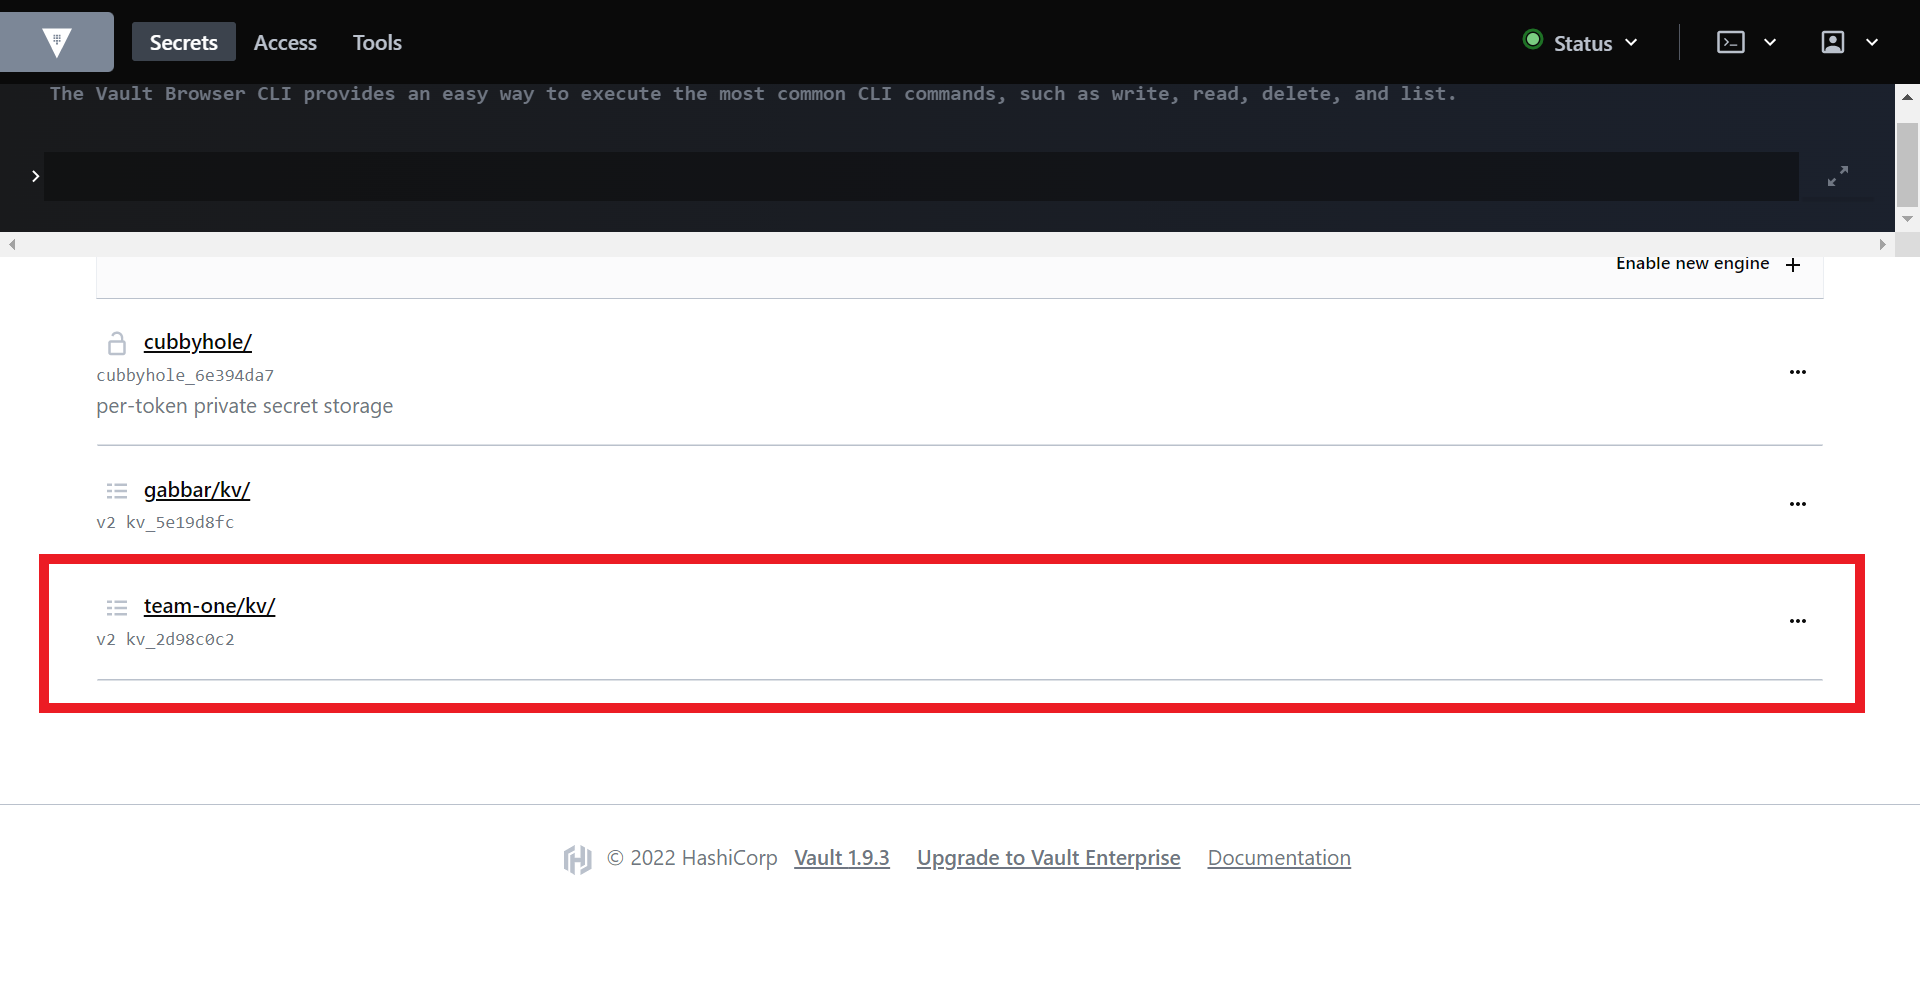 Secrets Access Tools Status
The Vault Browser CLI provides an easy way to execute the most common CLI commands, such as write, read, delete, and list.
Enable new engine
cubbyhole/
cubbyhole_6e394da7
per-token private secret storage
gabbar/kv/
v2 kv_5e19d8fc
team-one/kv/
v2 kv_2d98c0c2
© 2022 HashiCorp Vault 1.9.3 Upgrade to Vault Enterprise Documentation